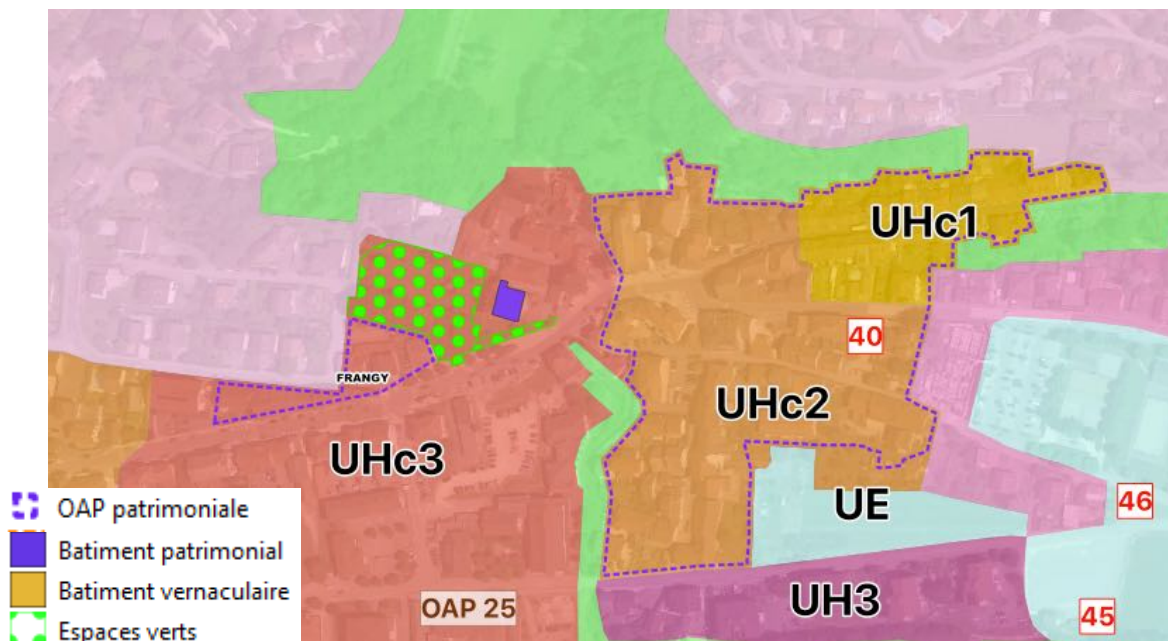 UHc1
40
UHc2
FRANGY
UHc3
UE
46
OAP 25
UH3
45
OAP patrimoniale
Batiment patrimonial
Batiment vernaculaire
Espaces verts